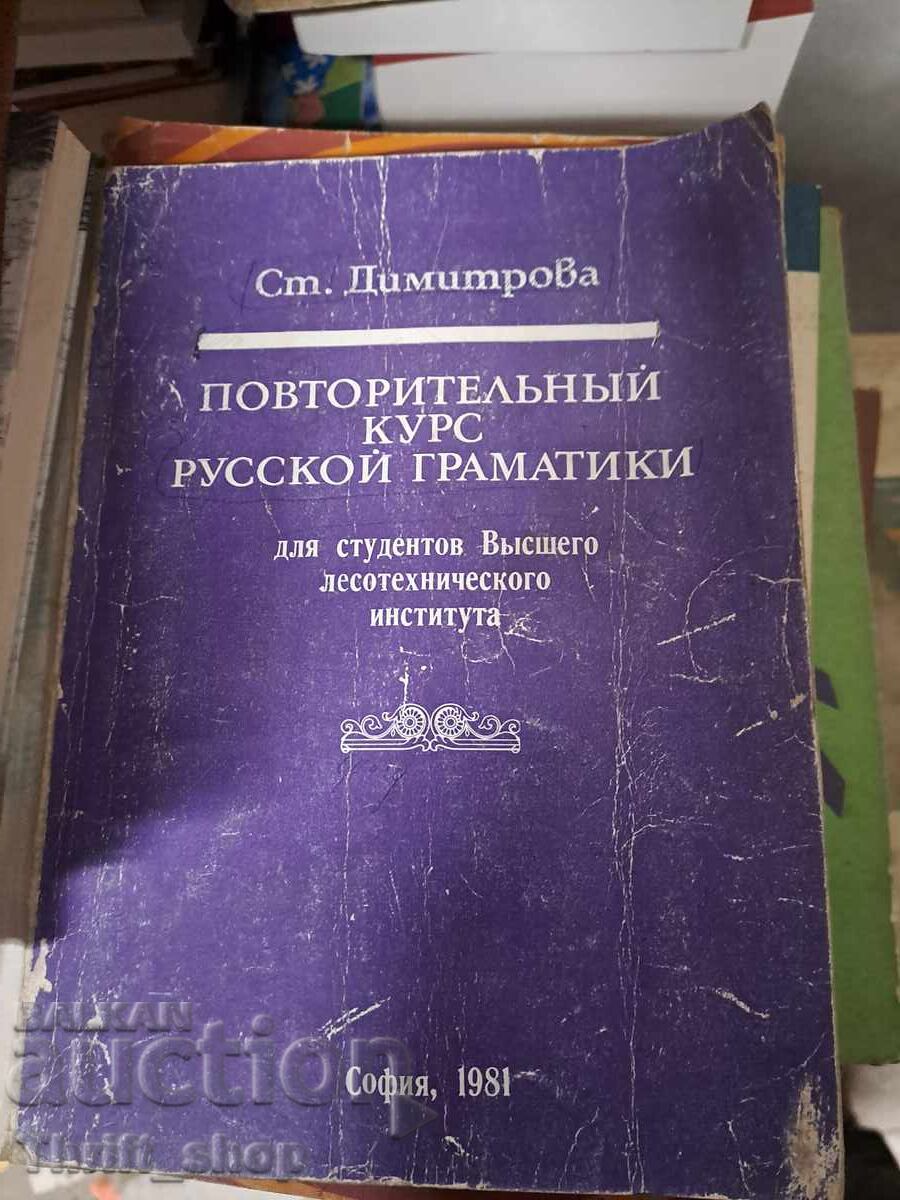 Ст. Димитрова
ПОВТОРИТЕЛЬНЫЙ
КУРС
РУССКОЙ ГРАМАТИКИ
для студентов Высшего
лесотехнического
института
София, 1981
BALKAN
auction
Thrift_shop